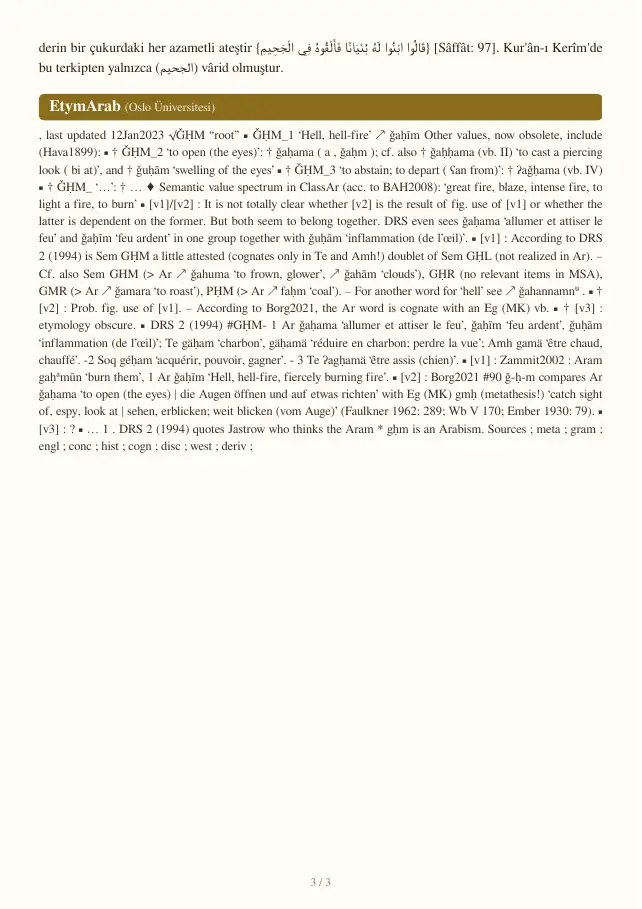 derin bir çukurdaki her azametli ateştir {قَالُوا ابْنُوا لَهُ بُنْيَانًا فَأَلْقُوهُ فِي الْجَحِيمِ} [Sâffât: 97]. Kur'ân-ı Kerîm'de
bu terkipten yalnızca (الجحيم) vârid olmuştur.
EtymArab (Oslo Üniversitesi)
, last updated 12Jan2023 √ǦḤM “root” ▪ ǦḤM_1 ‘Hell, hell-fire’ ↗ ǧaḥīm Other values, now obsolete, include
(Hava1899): ▪ † ǦḤM_2 ‘to open (the eyes)’: † ǧaḥama ( a , ǧaḥm ); cf. also † ǧaḥḥama (vb. II) ‘to cast a piercing
look ( bi at)’, and † ǧuḥām ‘swelling of the eyes’ ▪ † ǦḤM_3 ‘to abstain; to depart ( ʕan from)’: † ʔaǧḥama (vb. IV)
▪ † ǦḤM_ ‘…’: † … ♦ Semantic value spectrum in ClassAr (acc. to BAH2008): ‘great fire, blaze, intense fire, to
light a fire, to burn’ ▪ [v1]/[v2] : It is not totally clear whether [v2] is the result of fig. use of [v1] or whether the
latter is dependent on the former. But both seem to belong together. DRS even sees ǧaḥama ‘allumer et attiser le
feu’ and ǧaḥīm ‘feu ardent’ in one group together with ǧuḥām ‘inflammation (de l’œil)’. ▪ [v1] : According to DRS
2 (1994) is Sem GḤM a little attested (cognates only in Te and Amh!) doublet of Sem GḤL (not realized in Ar). –
Cf. also Sem GHM (> Ar ↗ ǧahuma ‘to frown, glower’, ↗ ǧahām ‘clouds’), GḤR (no relevant items in MSA),
GMR (> Ar ↗ ǧamara ‘to roast’), PḤM (> Ar ↗ faḥm ‘coal’). – For another word for ‘hell’ see ↗ ǧahannamᵘ . ▪ †
[v2] : Prob. fig. use of [v1]. – According to Borg2021, the Ar word is cognate with an Eg (MK) vb. ▪ † [v3] :
etymology obscure. ▪ DRS 2 (1994) #GḤM- 1 Ar ǧaḥama ‘allumer et attiser le feu’, ǧaḥīm ‘feu ardent’, ǧuḥām
‘inflammation (de l’œil)’; Te gäḥam ‘charbon’, gäḥamä ‘réduire en charbon; perdre la vue’; Amh gamä ‘être chaud,
chauffé’. -2 Soq géḥam ‘acquérir, pouvoir, gagner’. - 3 Te ʔagḥamä ‘être assis (chien)’. ▪ [v1] : Zammit2002 : Aram
gaḥᵃmūn ‘burn them’, 1 Ar ǧaḥīm ‘Hell, hell-fire, fiercely burning fire’. ▪ [v2] : Borg2021 #90 ǧ-ḥ-m compares Ar
ǧaḥama ‘to open (the eyes) | die Augen öffnen und auf etwas richten’ with Eg (MK) gmḥ (metathesis!) ‘catch sight
of, espy, look at | sehen, erblicken; weit blicken (vom Auge)’ (Faulkner 1962: 289; Wb V 170; Ember 1930: 79). ▪
[v3] : ? ▪ … 1 . DRS 2 (1994) quotes Jastrow who thinks the Aram * gḥm is an Arabism. Sources ; meta ; gram ;
engl ; conc ; hist ; cogn ; disc ; west ; deriv ;
3 / 3